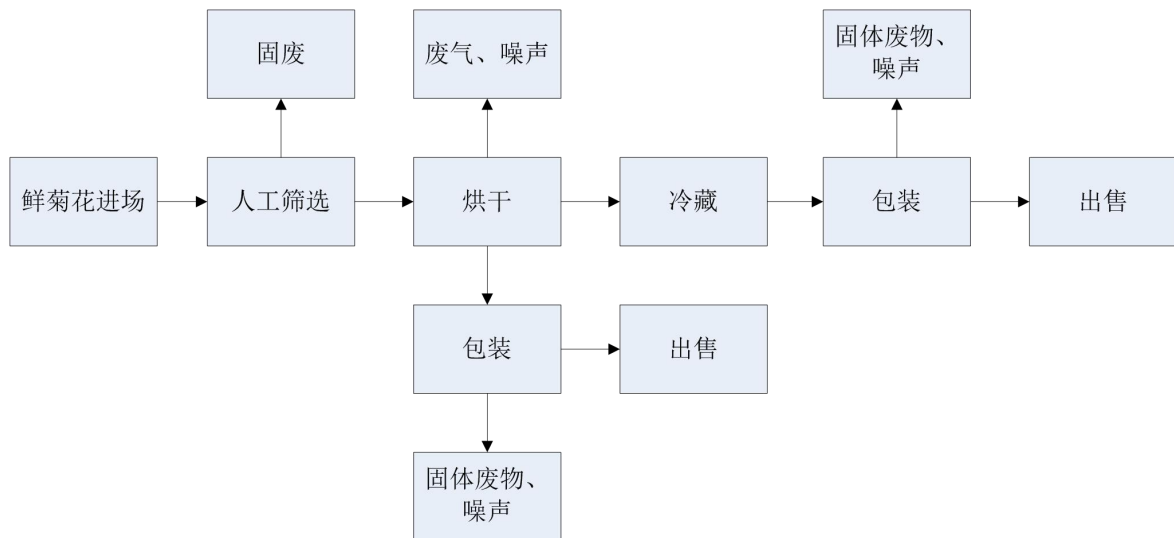 固废
废气、噪声
固体废物、
噪声
鲜菊花进场
人工筛选
烘干
冷藏
包装
出售
包装
出售
固体废物、
噪声